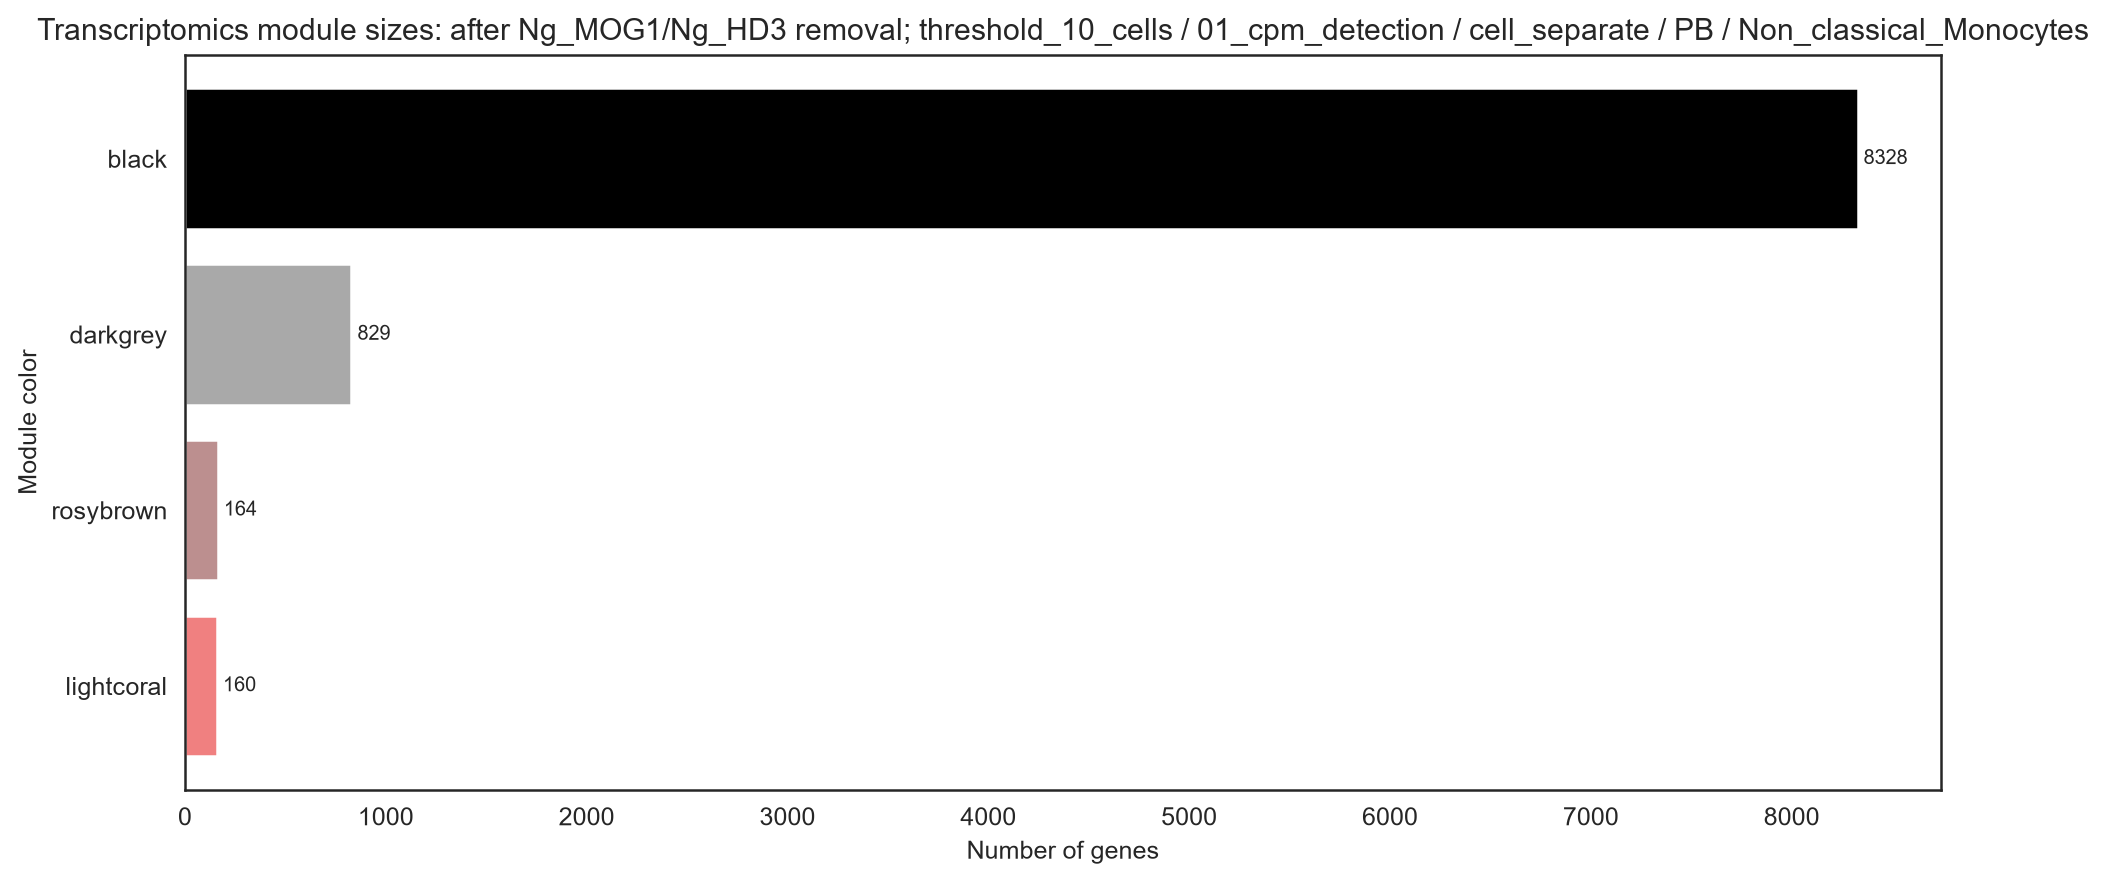 Transcriptomics module sizes: after Ng_MOG1/Ng_HD3 removal; threshold_10_cells / 01_cpm_detection / cell_separate / PB / Non_classical_Monocytes
black
8328
darkgrey
829
rosybrown
164
lightcoral
160
Module color
0 1000 2000 3000 4000 5000 6000 7000 8000
Number of genes